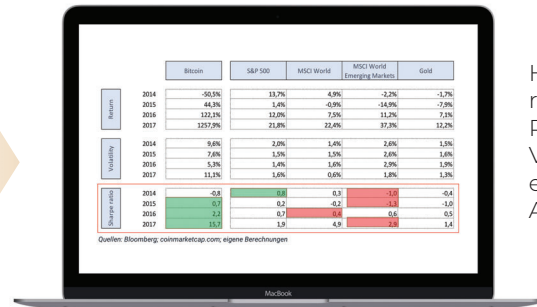 Bitcoin S&P 500 MSCI World MSCI World Emerging Markets Gold
Return
2014 -50,5% 13,7% 4,9% -2,2% -1,7%
2015 44,3% 1,4% -0,9% -14,9% -7,9%
2016 122,1% 12,0% 7,5% 11,2% 7,1%
2017 1257,9% 21,8% 22,4% 37,3% 12,2%
Volatility
2014 9,6% 2,0% 1,4% 2,6% 1,5%
2015 7,6% 1,5% 1,5% 2,6% 1,6%
2016 5,3% 1,4% 1,6% 2,9% 1,9%
2017 11,1% 1,6% 0,6% 1,8% 1,3%
Sharpe ratio
2014 -0,8 0,8 0,3 -1,0 -0,4
2015 0,7 0,2 -0,2 -1,3 -1,0
2016 2,2 0,7 0,4 0,6 0,5
2017 15,7 1,9 4,9 2,9 1,4
Quellen: Bloomberg; coinmarketcap.com; eigene Berechnungen
MacBook